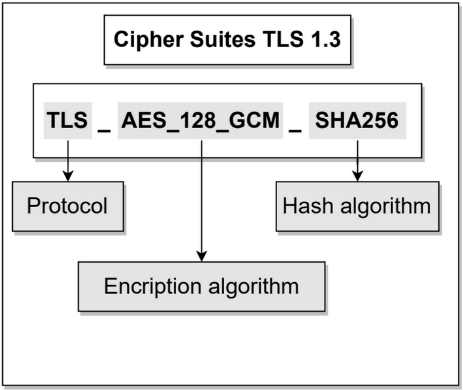 Cipher Suites TLS 1.3
TLS _ AES_128_GCM _ SHA256
Protocol
Hash algorithm
Encription algorithm